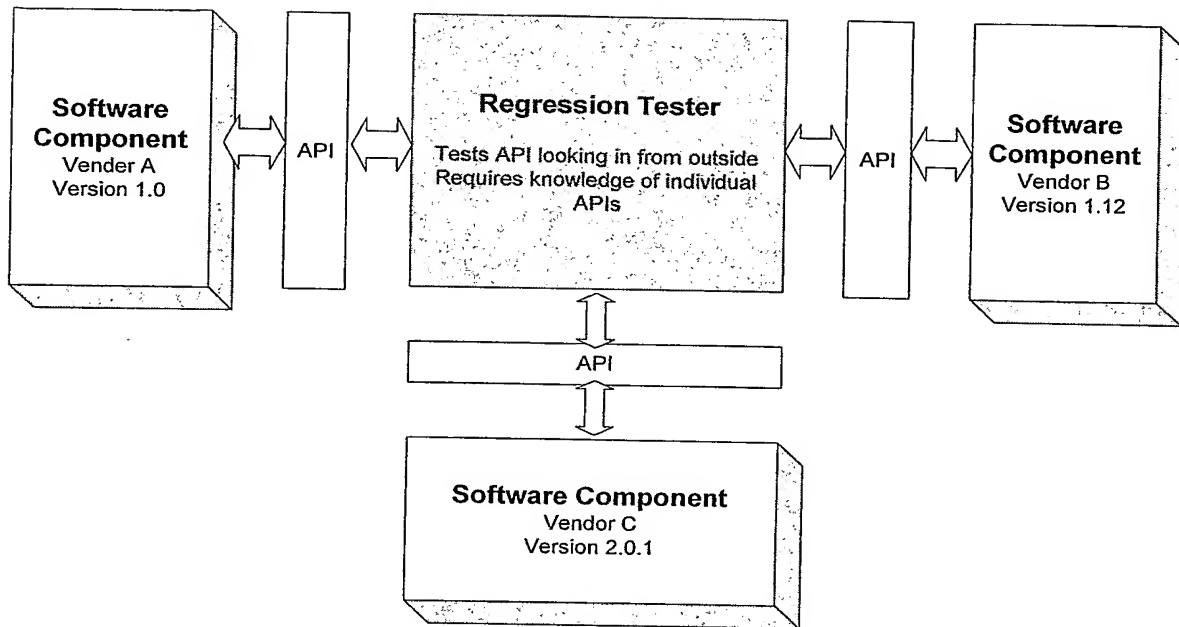 Software
Component
Vender A
Version 1.0
API
Regression Tester
Tests API looking in from outside
Requires knowledge of individual
APIs
API
Software
Component
Vendor B
Version 1.12
API
Software Component
Vendor C
Version 2.0.1